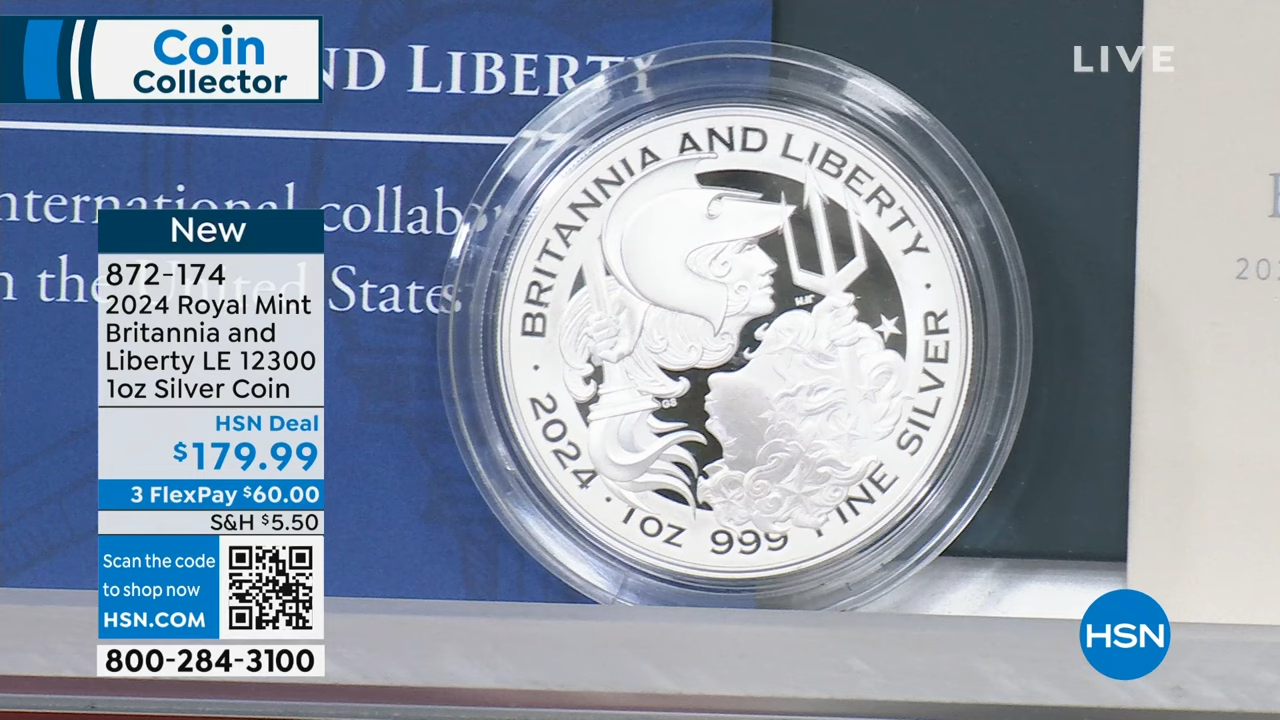 Coin
Collector
ND LIBERTY
LIVE
nternational collab
n the United States
BRITANNIA AND LIBERTY · 2024 · 1OZ 999 FINE SILVER ·
New
872-174
2024 Royal Mint
Britannia and
Liberty LE 12300
1oz Silver Coin
HSN Deal
$179.99
3 FlexPay $60.00
S&H $5.50
Scan the code
to shop now
HSN.COM
800-284-3100
HSN